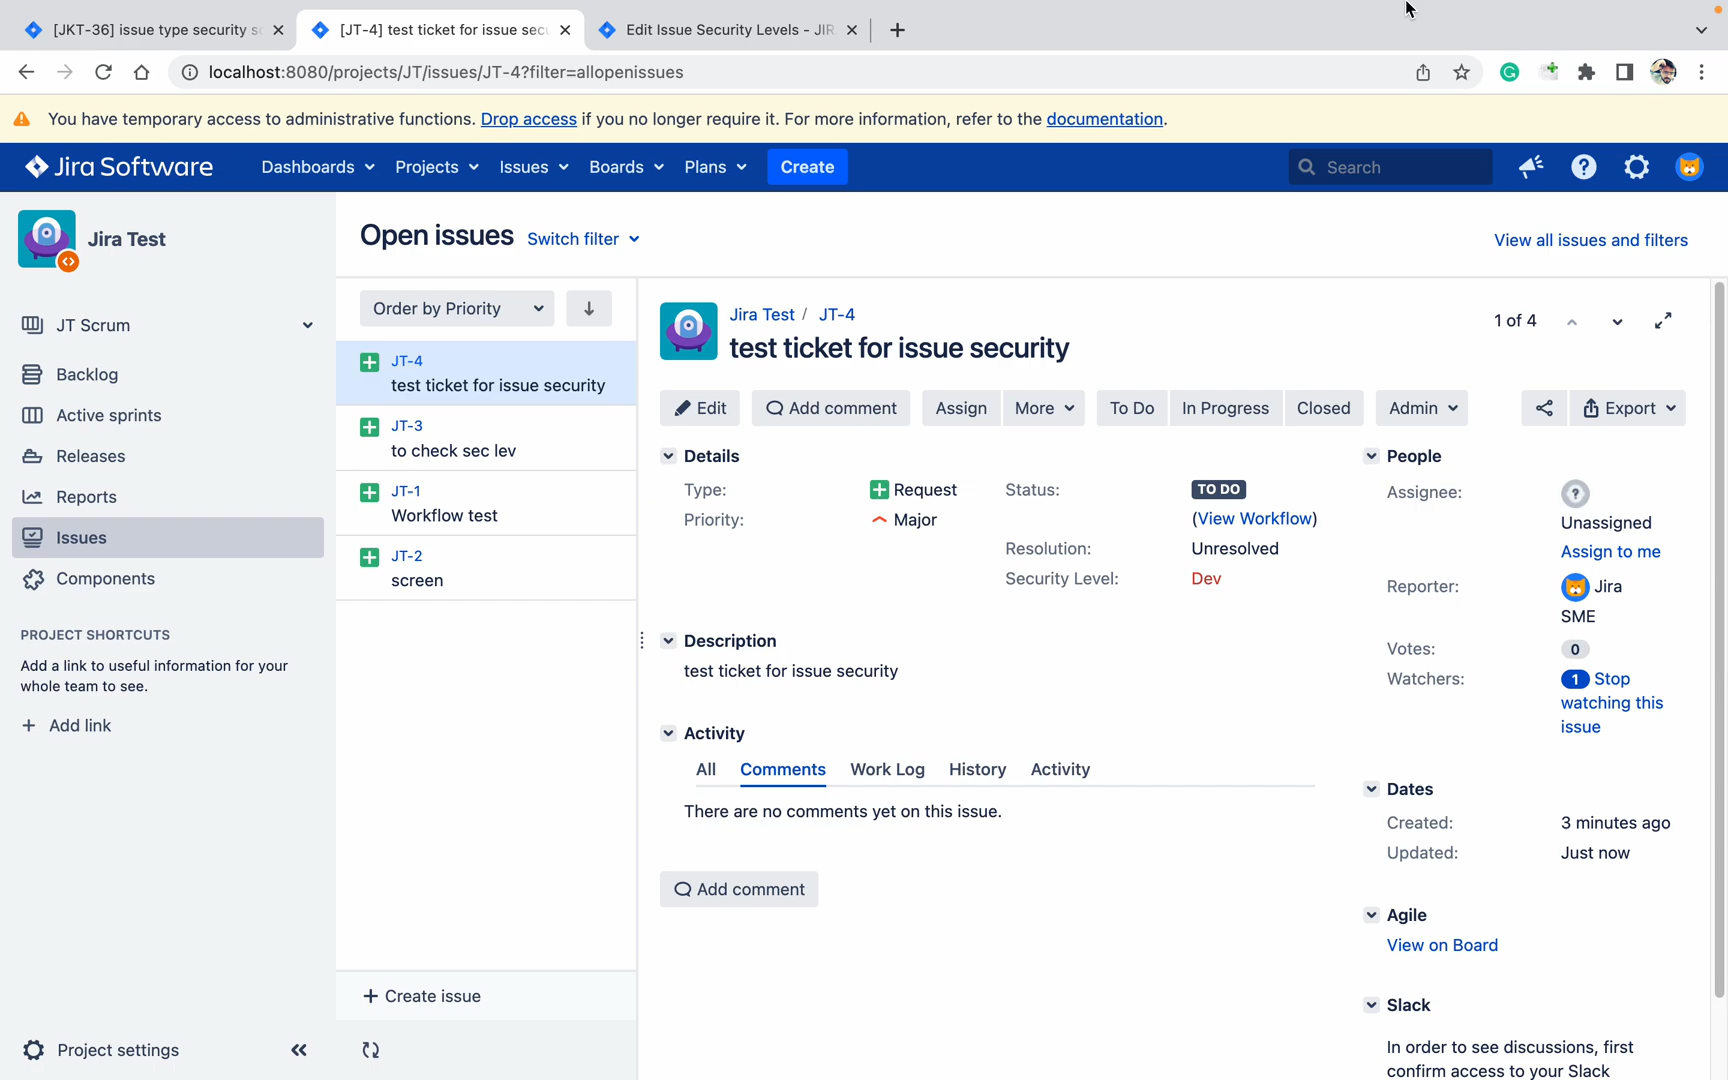 [JKT-36] issue type security s
[JT-4] test ticket for issue sec
Edit Issue Security Levels - JIR
localhost:8080/projects/JT/issues/JT-4?filter=allopenissues
You have temporary access to administrative functions. Drop access if you no longer require it. For more information, refer to the documentation.
Jira Software
Dashboards
Projects
Issues
Boards
Plans
Create
Search
Jira Test
JT Scrum
Backlog
Active sprints
Releases
Reports
Issues
Components
PROJECT SHORTCUTS
Add a link to useful information for your
whole team to see.
+ Add link
Project settings
Open issues
Switch filter
View all issues and filters
Order by Priority
JT-4
test ticket for issue security
JT-3
to check sec lev
JT-1
Workflow test
JT-2
screen
+ Create issue
Jira Test / JT-4
test ticket for issue security
1 of 4
Edit
Add comment
Assign
More
To Do
In Progress
Closed
Admin
Export
Details
Type: Request
Priority: Major
Status: TO DO
(View Workflow)
Resolution: Unresolved
Security Level: Dev
Description
test ticket for issue security
Activity
All
Comments
Work Log
History
Activity
There are no comments yet on this issue.
Add comment
People
Assignee:
Unassigned
Assign to me
Reporter: Jira
SME
Votes: 0
Watchers: 1 Stop
watching this
issue
Dates
Created: 3 minutes ago
Updated: Just now
Agile
View on Board
Slack
In order to see discussions, first
confirm access to your Slack